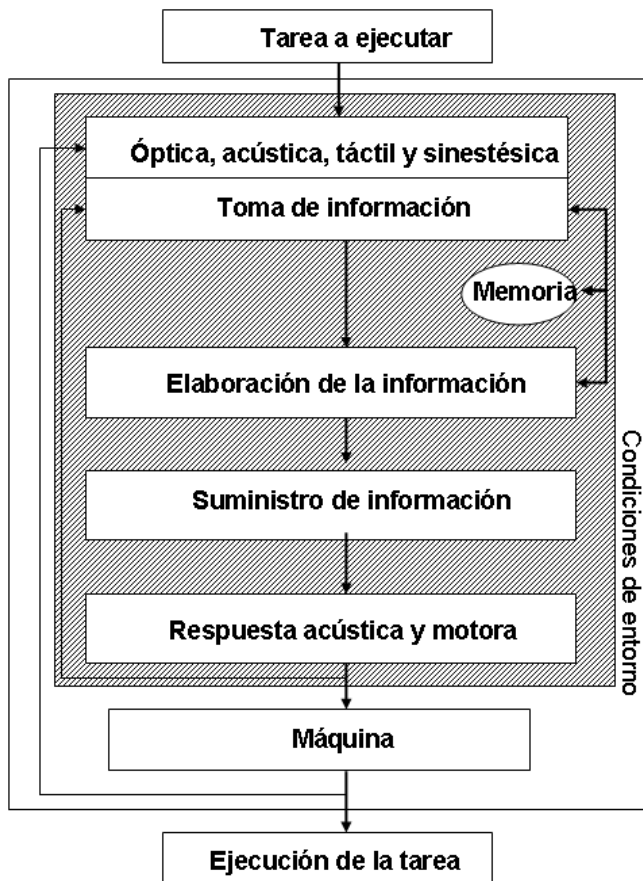 Tarea a ejecutar
Óptica, acústica, táctil y sinestésica
Toma de información
Memoria
Elaboración de la información
Condiciones de entorno
Suministro de información
Respuesta acústica y motora
Máquina
Ejecución de la tarea